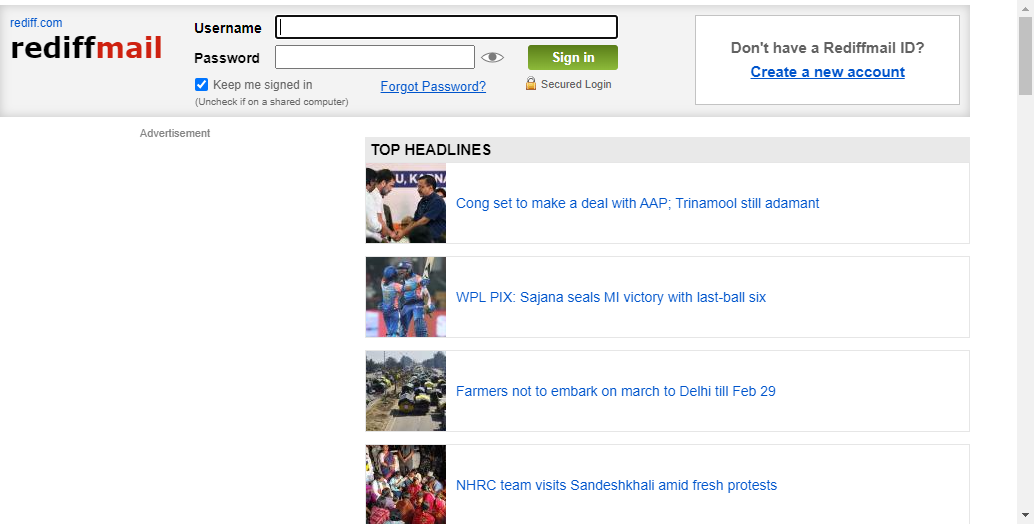 rediff.com
rediffmail
Username
Password
Sign in
Keep me signed in
(Uncheck if on a shared computer)
Forgot Password?
Secured Login
Don't have a Rediffmail ID?
Create a new account
Advertisement
TOP HEADLINES
U, KARNA
Cong set to make a deal with AAP; Trinamool still adamant
WPL PIX: Sajana seals MI victory with last-ball six
Farmers not to embark on march to Delhi till Feb 29
NHRC team visits Sandeshkhali amid fresh protests